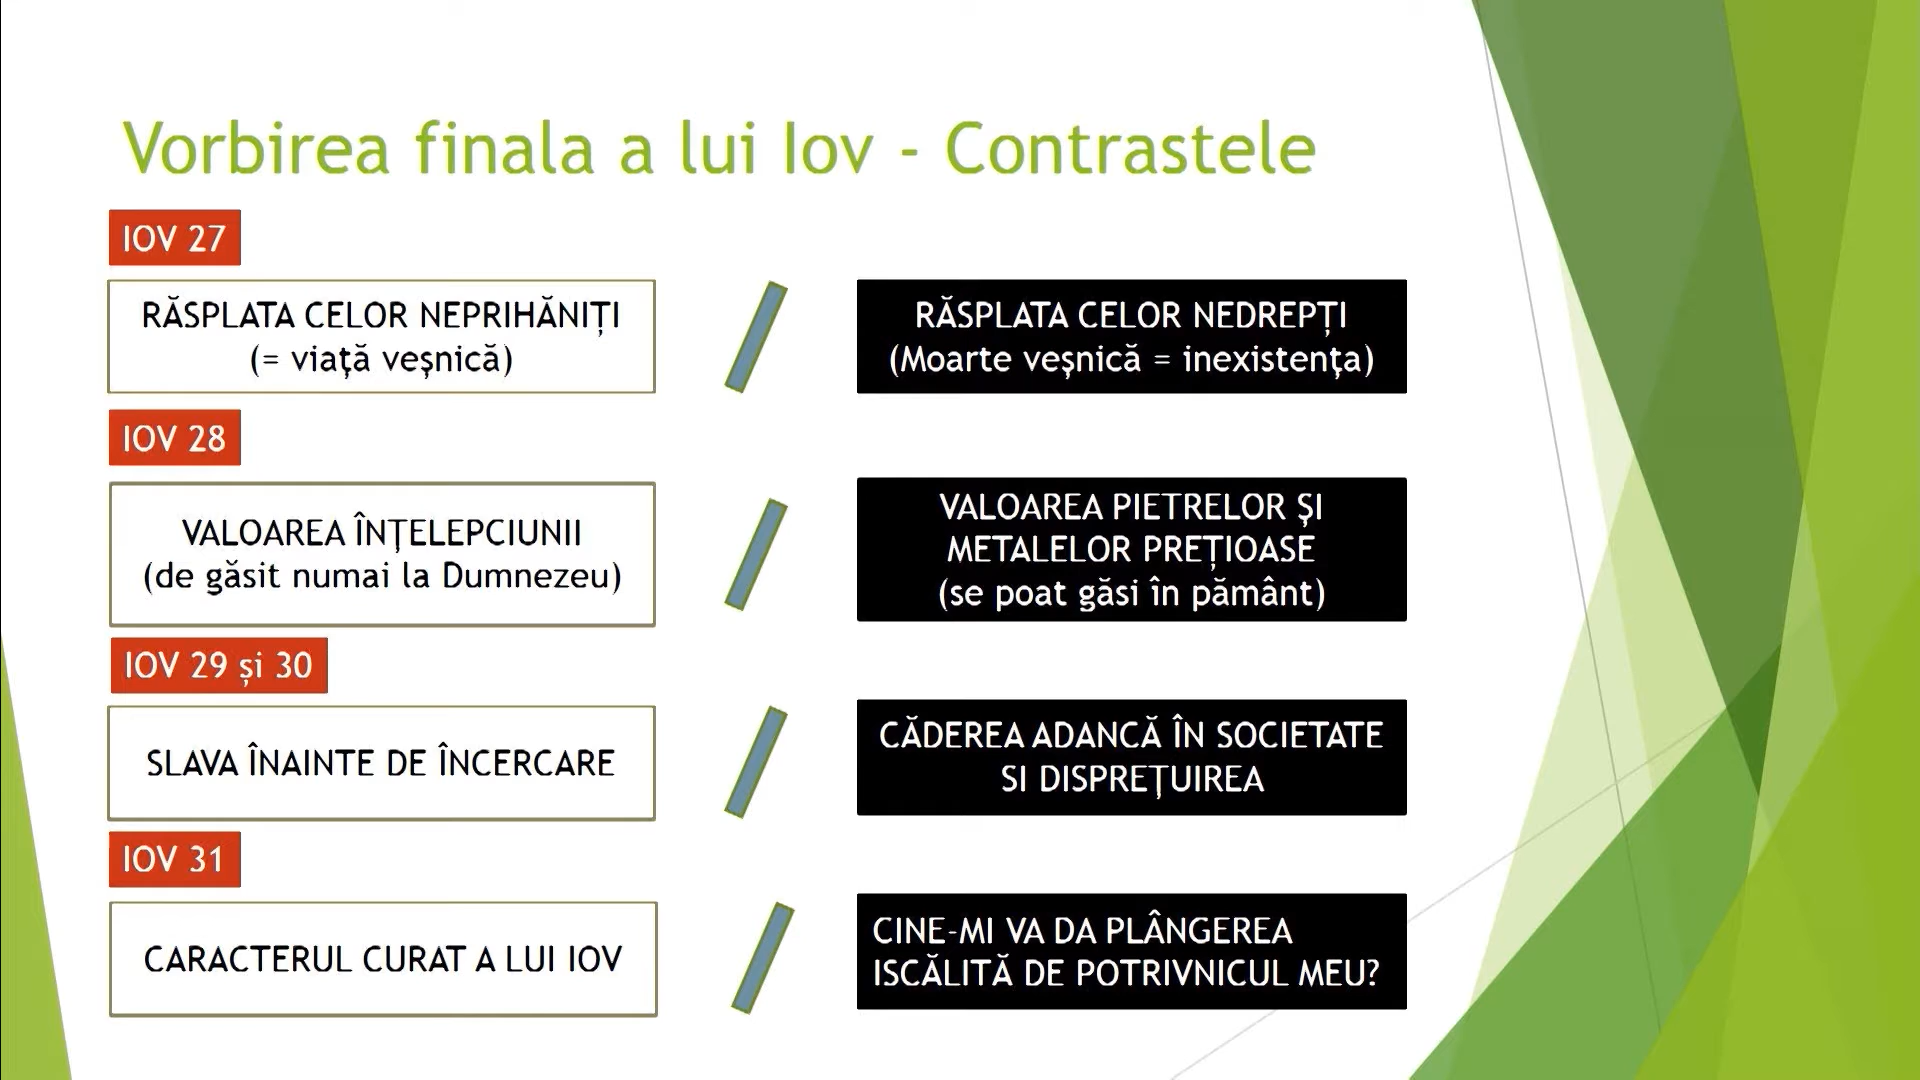 Vorbirea finala a lui Iov - Contrastele
IOV 27
RĂSPLATA CELOR NEPRIHĂNIȚI
(= viață veșnică)
RĂSPLATA CELOR NEDREPȚI
(Moarte veșnică = inexistența)
IOV 28
VALOAREA ÎNȚELEPCIUNII
(de găsit numai la Dumnezeu)
VALOAREA PIETRELOR ȘI
METALELOR PREȚIOASE
(se poat găsi în pământ)
IOV 29 și 30
SLAVA ÎNAINTE DE ÎNCERCARE
CĂDEREA ADANCĂ ÎN SOCIETATE
SI DISPREȚUIREA
IOV 31
CARACTERUL CURAT A LUI IOV
CINE-MI VA DA PLÂNGEREA
ISCĂLITĂ DE POTRIVNICUL MEU?